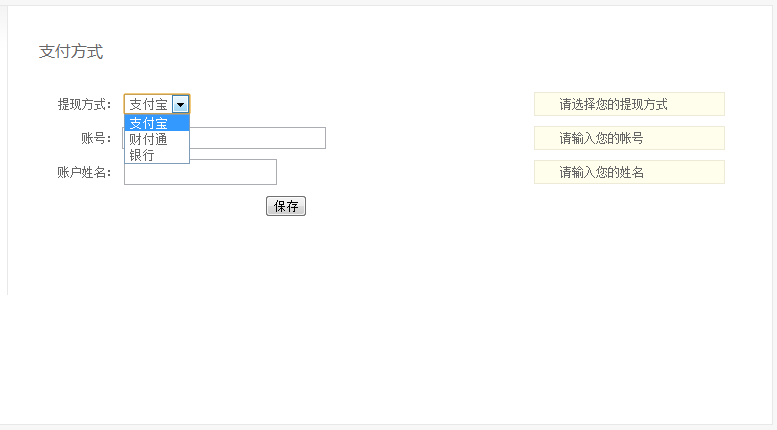 支付方式
提现方式： 支付宝 请选择您的提现方式
支付宝
账号： 财付通 请输入您的帐号
银行
账户姓名： 请输入您的姓名
保存